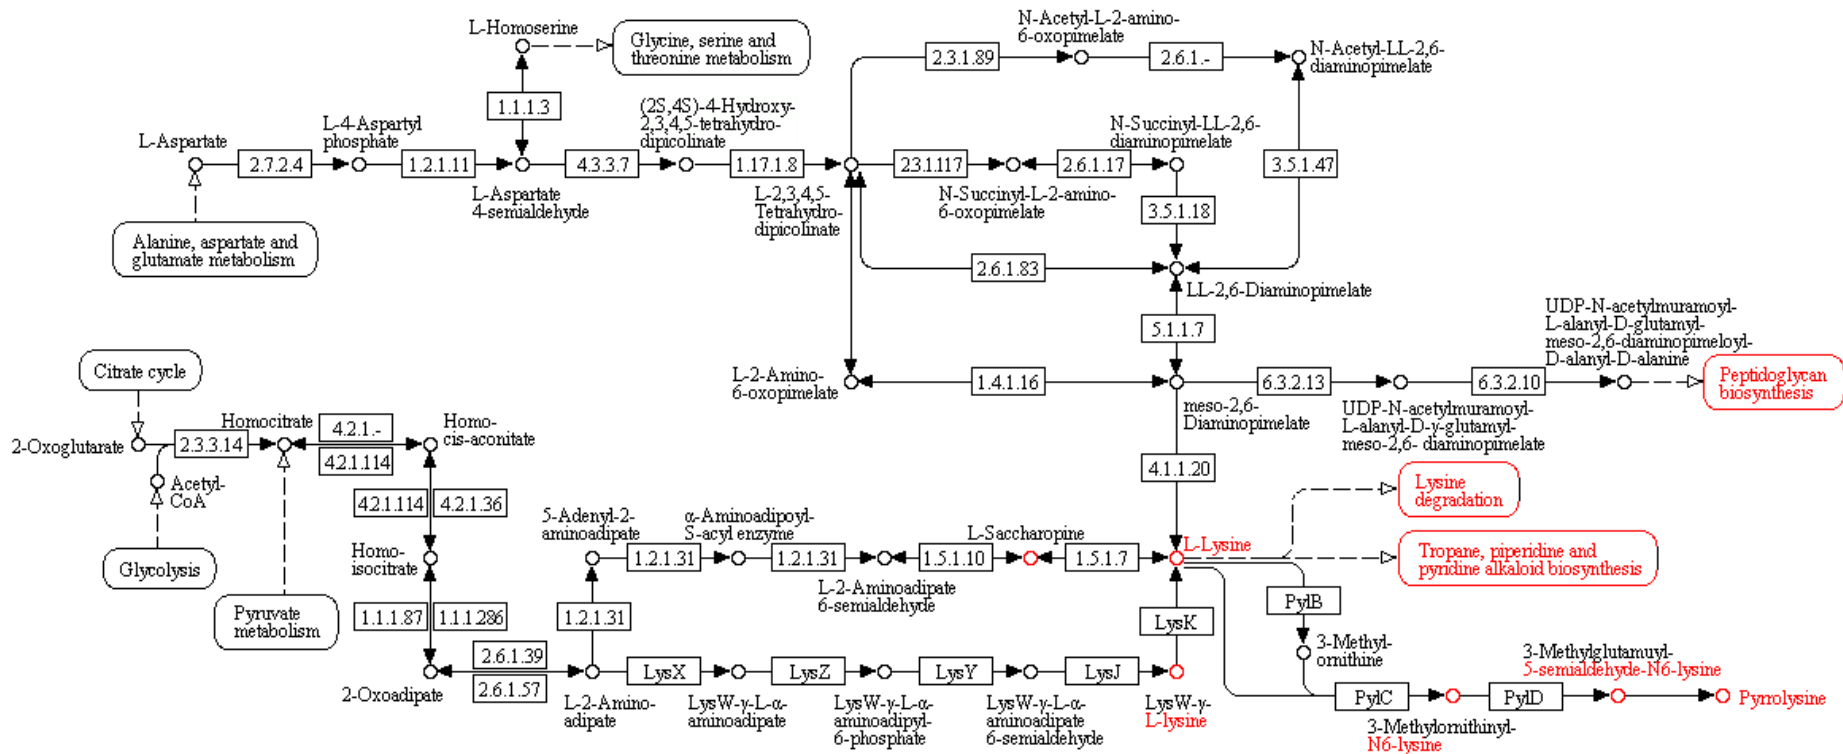 L-Homoserine
Glycine, serine and
threonine metabolism
N-Acetyl-L-2-amino-
6-oxopimelate
2.3.1.89
2.6.1.-
N-Acetyl-LL-2,6-
diaminopimelate
1.1.1.3
L-Aspartate
L-4-Aspartyl
phosphate
(2S,4S)-4-Hydroxy-
2,3,4,5-tetrahydro-
dipicolinate
N-Succinyl-LL-2,6-
diaminopimelate
2.7.2.4
1.2.1.11
4.3.3.7
1.17.1.8
2.3.1.117
2.6.1.17
3.5.1.47
L-Aspartate
4-semialdehyde
L-2,3,4,5-
Tetrahydro-
dipicolinate
N-Succinyl-L-2-amino-
6-oxopimelate
3.5.1.18
Alanine, aspartate and
glutamate metabolism
2.6.1.83
LL-2,6-Diaminopimelate
5.1.1.7
UDP-N-acetylmuramoyl-
L-alanyl-D-glutamyl-
meso-2,6-diaminopimeloyl-
D-alanyl-D-alanine
Citrate cycle
L-2-Amino-
6-oxopimelate
1.4.1.16
6.3.2.13
6.3.2.10
Peptidoglycan
biosynthesis
meso-2,6-
Diaminopimelate
UDP-N-acetylmuramoyl-
L-alanyl-D-γ-glutamyl-
meso-2,6- diaminopimelate
2-Oxoglutarate
2.3.3.14
Homocitrate
4.2.1.-
4.2.1.114
Homo-
cis-aconitate
Acetyl-
CoA
4.1.1.20
Lysine
degradation
4.2.1.114
4.2.1.36
5-Adenyl-2-
aminoadipate
α-Aminoadipoyl-
S-acyl enzyme
L-Saccharopine
L-Lysine
Glycolysis
Homo-
isocitrate
1.2.1.31
1.2.1.31
1.5.1.10
1.5.1.7
Tropane, piperidine and
pyridine alkaloid biosynthesis
L-2-Aminoadipate
6-semialdehyde
Pyruvate
metabolism
1.1.1.87
1.1.1.286
1.2.1.31
LysK
PylB
3-Methyl-
ornithine
2.6.1.39
2.6.1.57
2-Oxoadipate
LysX
LysZ
LysY
LysJ
L-2-Amino-
adipate
LysW-γ-L-α-
aminoadipate
LysW-γ-L-α-
aminoadipyl-
6-phosphate
LysW-γ-L-α-
aminoadipate
6-semialdehyde
LysW-γ-
L-lysine
3-Methylglutamuyl-
5-semialdehyde-N6-lysine
PylC
PylD
Pyrrolysine
3-Methylornithinyl-
N6-lysine